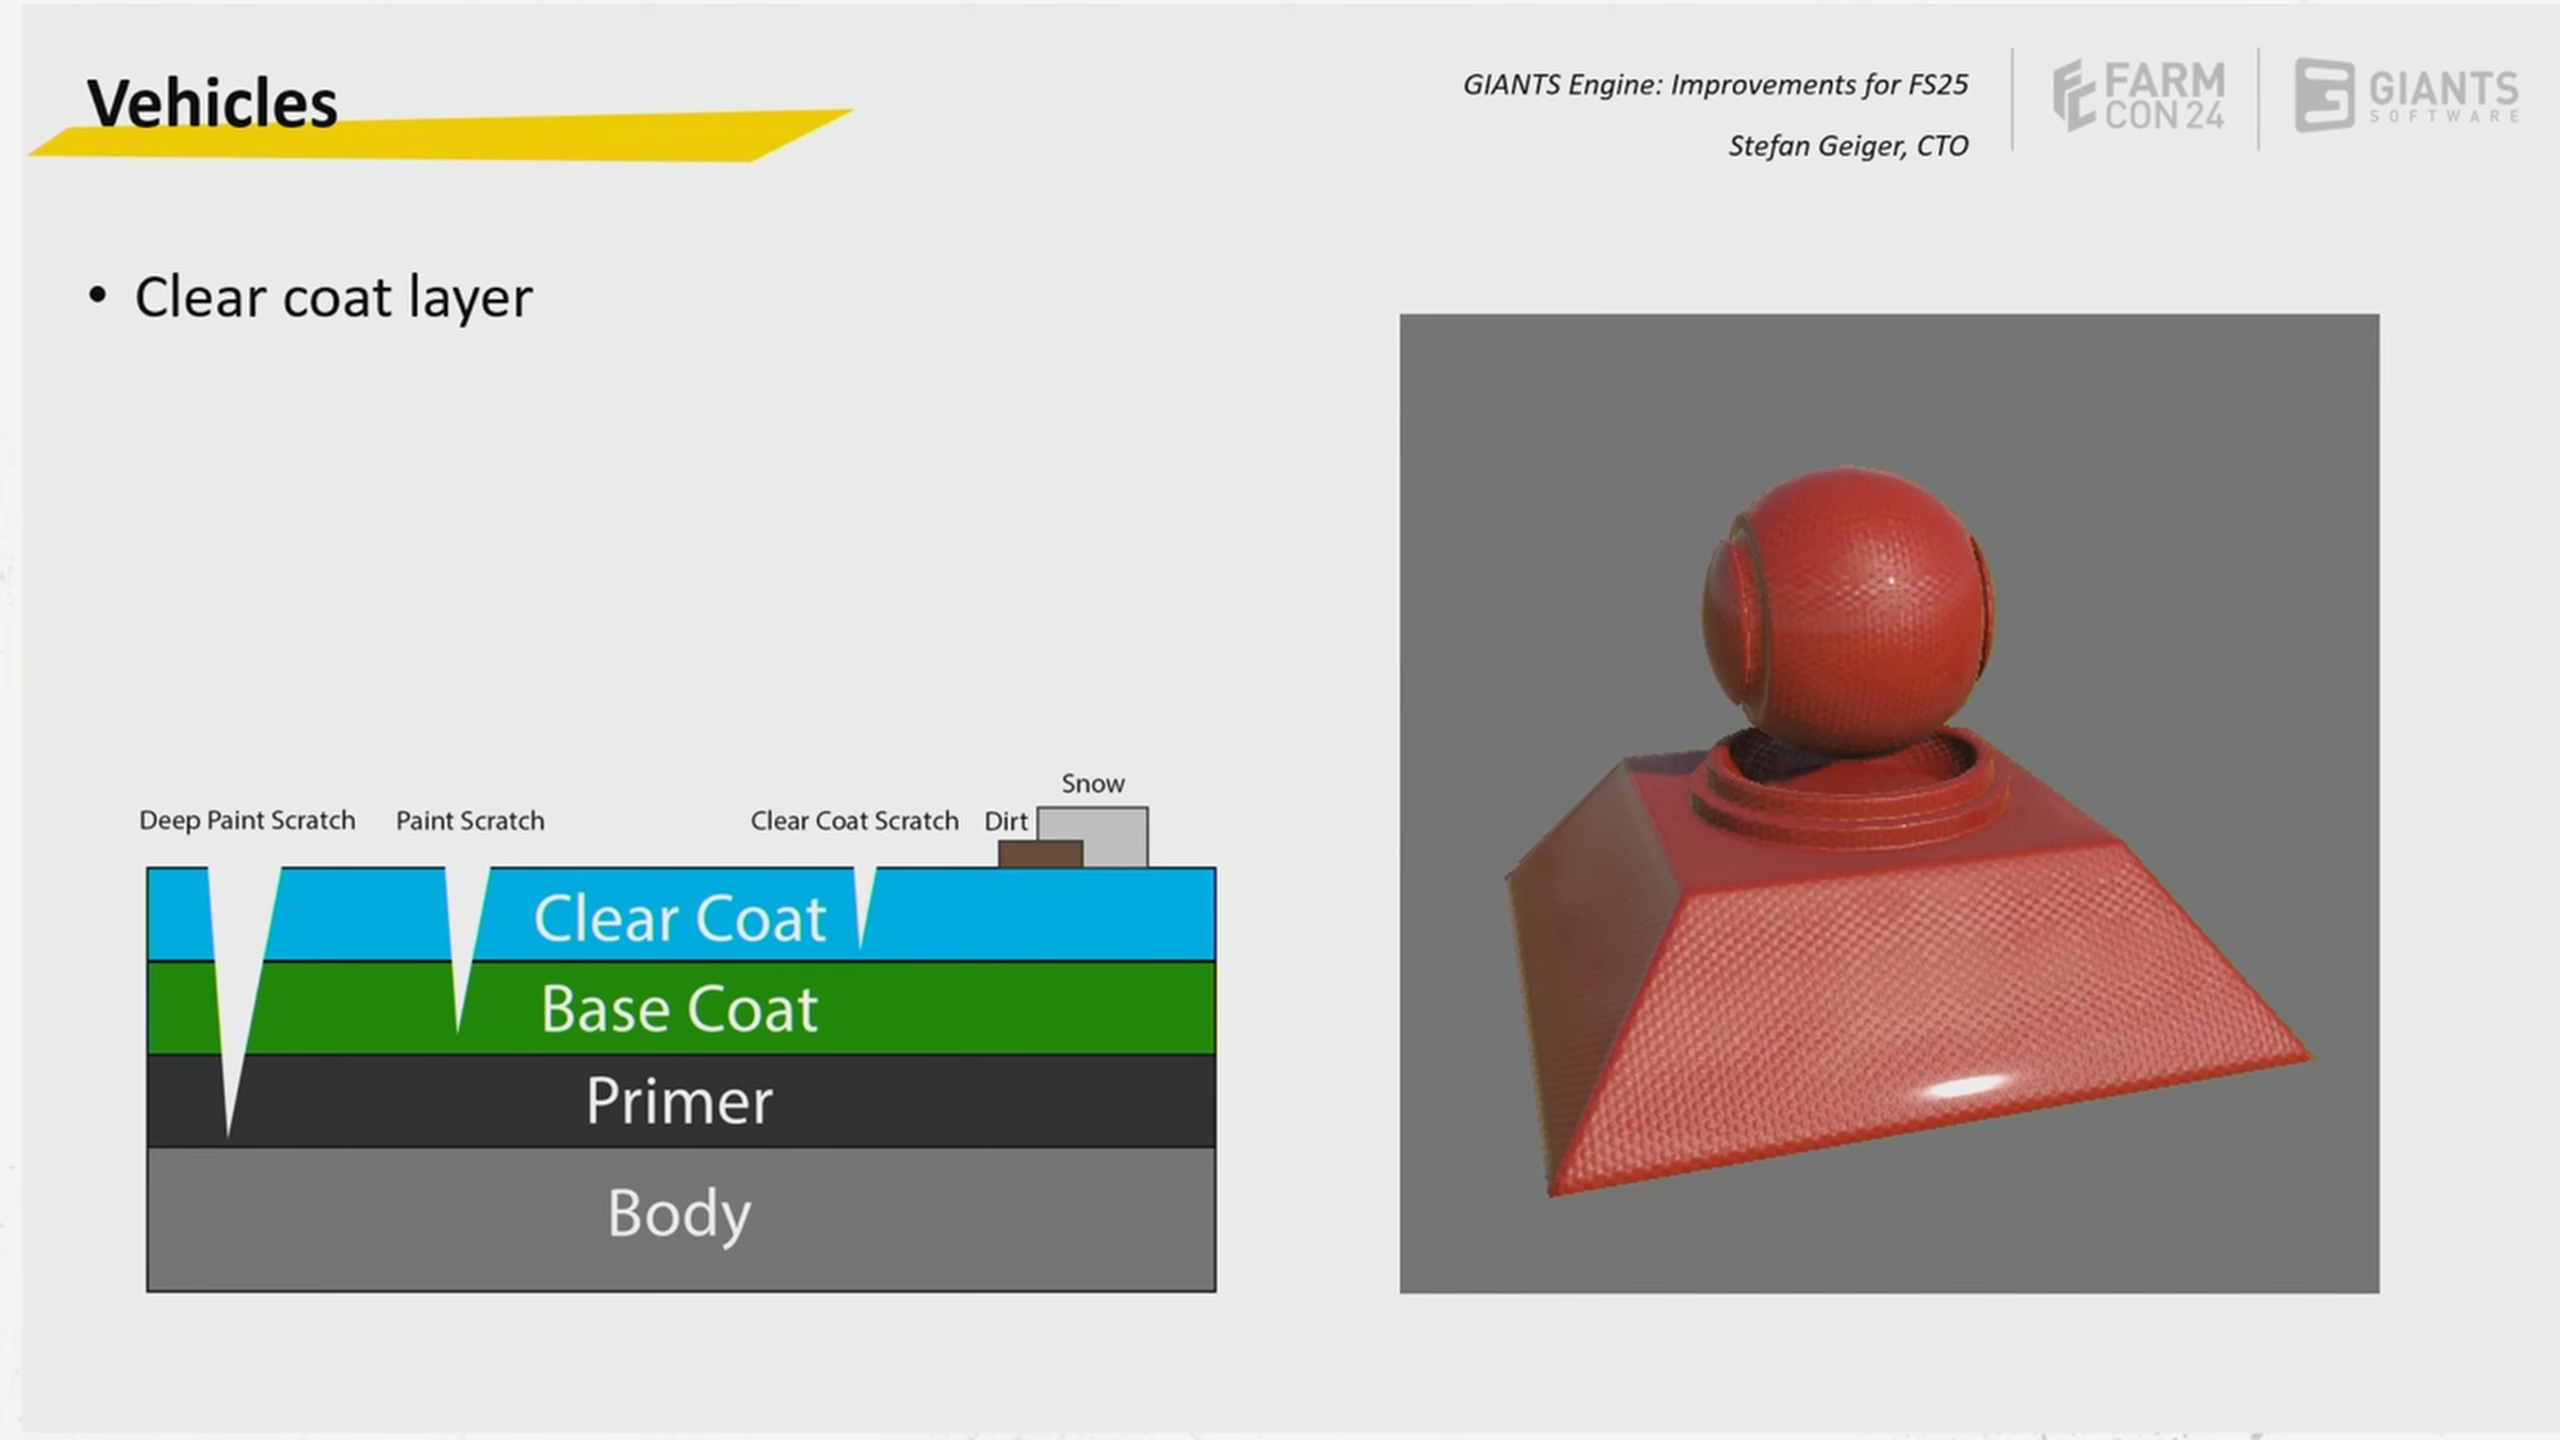 Vehicles
GIANTS Engine: Improvements for FS25
Stefan Geiger, CTO
FARM
CON 24
GIANTS
SOFTWARE
• Clear coat layer
Snow
Deep Paint Scratch
Paint Scratch
Clear Coat Scratch
Dirt
Clear Coat
Base Coat
Primer
Body